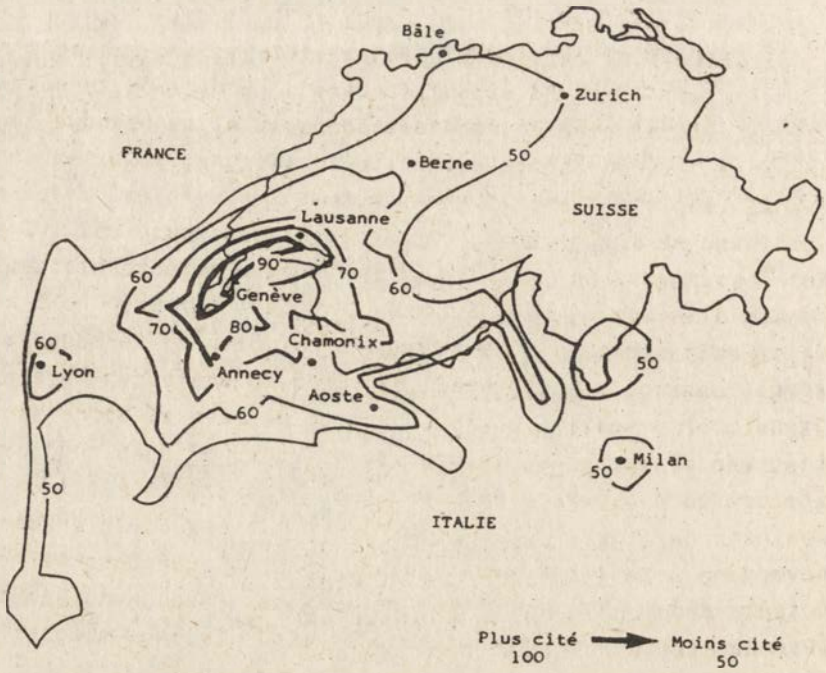 Bâle
Zurich
50
FRANCE
Berne
SUISSE
Lausanne
60
90
70
60
Genève
70
80
Chamonix
60
Lyon
Annecy
50
Aoste
60
50
Milan
50
ITALIE
Plus cité Moins cité
100 50